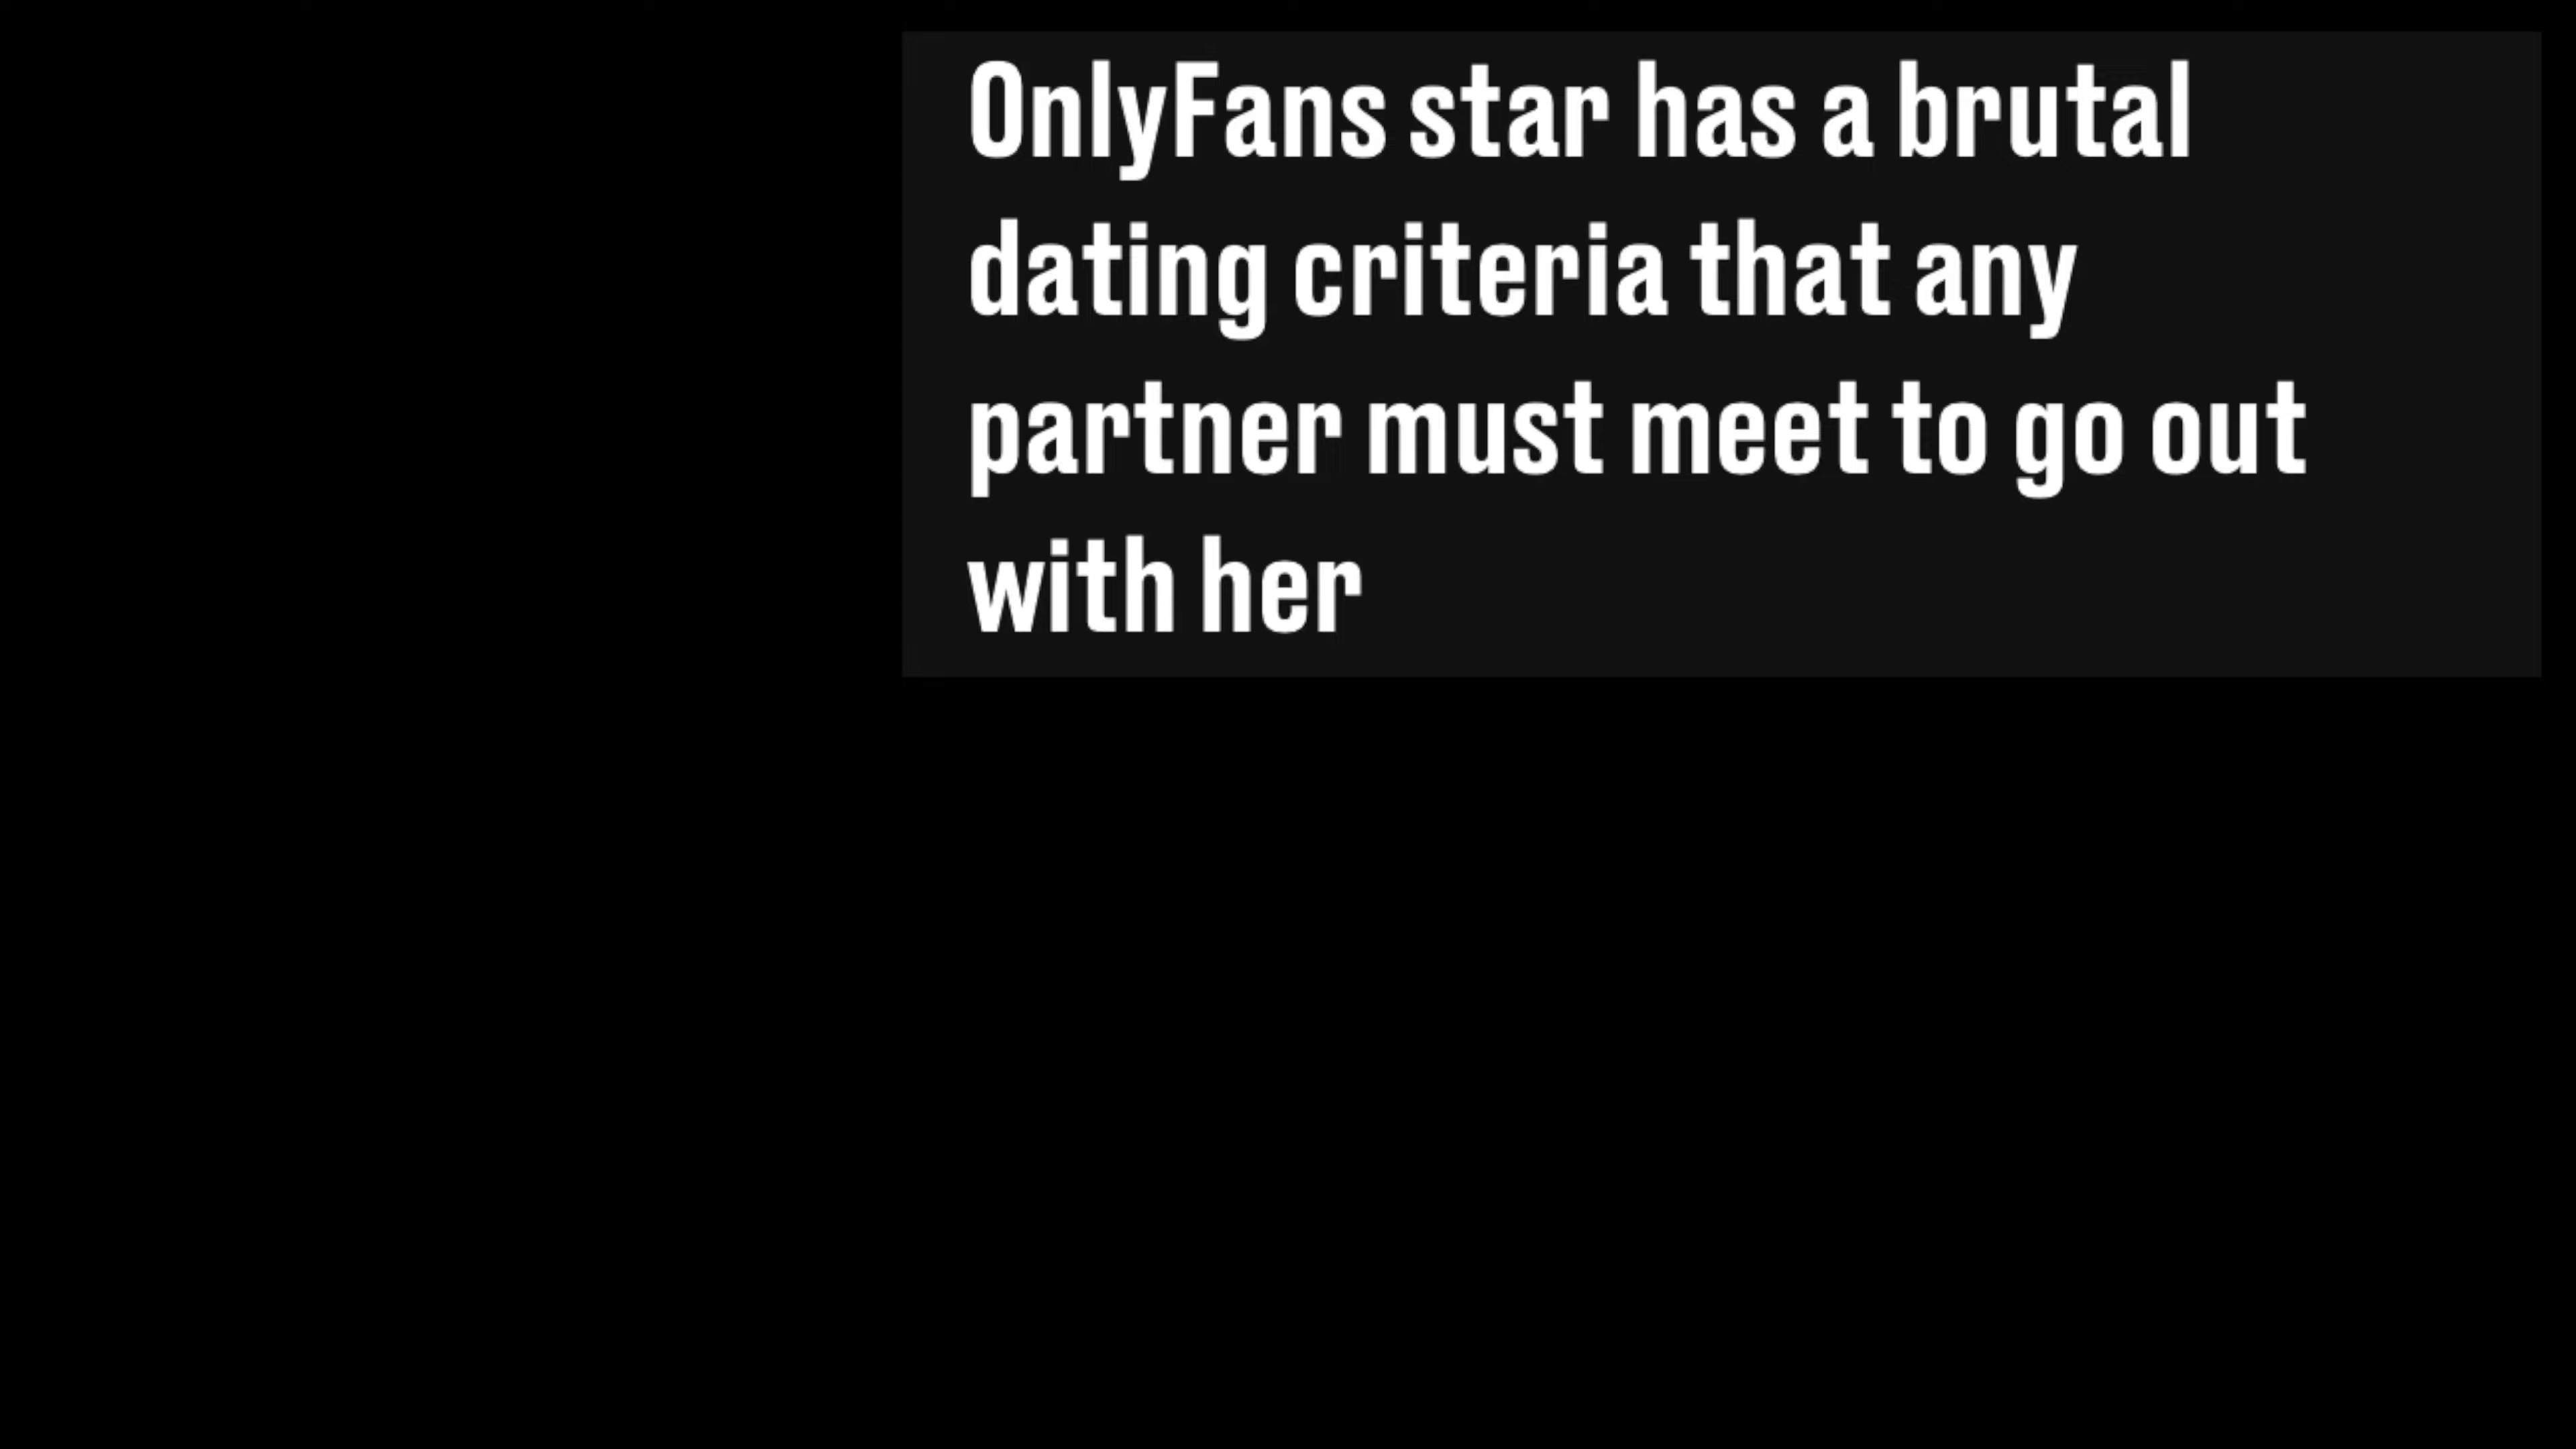 OnlyFans star has a brutal
dating criteria that any
partner must meet to go out
with her